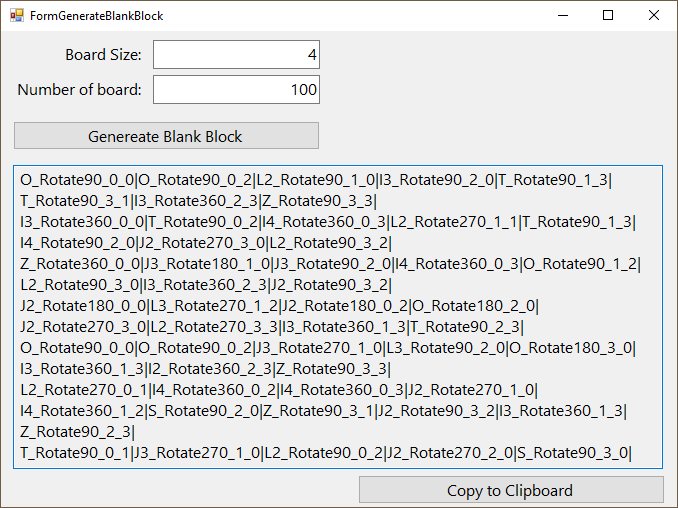 FormGenerateBlankBlock
Board Size:
4
Number of board:
100
Genereate Blank Block
O_Rotate90_0_0|O_Rotate90_0_2|L2_Rotate90_1_0|I3_Rotate90_2_0|T_Rotate90_1_3|
T_Rotate90_3_1|I3_Rotate360_2_3|Z_Rotate90_3_3|
I3_Rotate360_0_0|T_Rotate90_0_2|I4_Rotate360_0_3|L2_Rotate270_1_1|T_Rotate90_1_3|
I4_Rotate90_2_0|J2_Rotate270_3_0|L2_Rotate90_3_2|
Z_Rotate360_0_0|J3_Rotate180_1_0|J3_Rotate90_2_0|I4_Rotate360_0_3|O_Rotate90_1_2|
L2_Rotate90_3_0|I3_Rotate360_2_3|J2_Rotate90_3_2|
J2_Rotate180_0_0|L3_Rotate270_1_2|J2_Rotate180_0_2|O_Rotate180_2_0|
J2_Rotate270_3_0|L2_Rotate270_3_3|I3_Rotate360_1_3|T_Rotate90_2_3|
O_Rotate90_0_0|O_Rotate90_0_2|J3_Rotate270_1_0|L3_Rotate90_2_0|O_Rotate180_3_0|
I3_Rotate360_1_3|I2_Rotate360_2_3|Z_Rotate90_3_3|
L2_Rotate270_0_1|I4_Rotate360_0_2|I4_Rotate360_0_3|J2_Rotate270_1_0|
I4_Rotate360_1_2|S_Rotate90_2_0|Z_Rotate90_3_1|J2_Rotate90_3_2|I3_Rotate360_1_3|
Z_Rotate90_2_3|
T_Rotate90_0_1|J3_Rotate270_1_0|L2_Rotate90_0_2|J2_Rotate270_2_0|S_Rotate90_3_0|
Copy to Clipboard